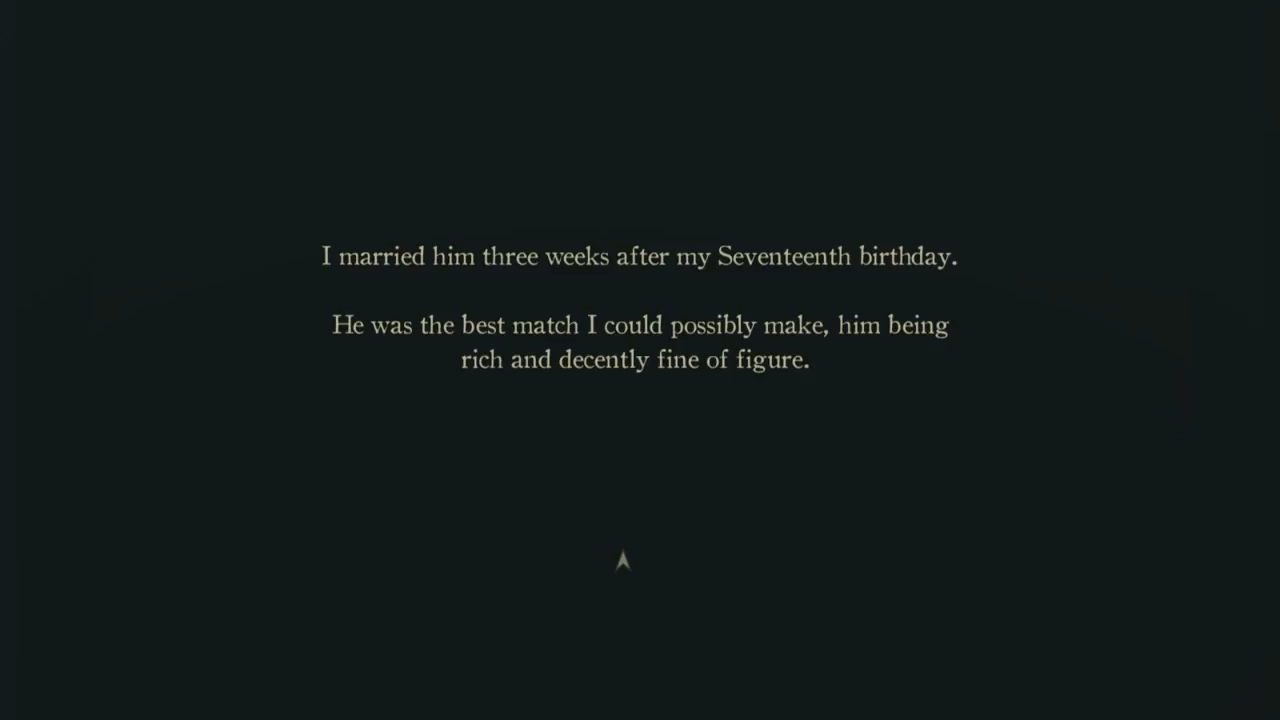 I married him three weeks after my Seventeenth birthday.
He was the best match I could possibly make, him being
rich and decently fine of figure.